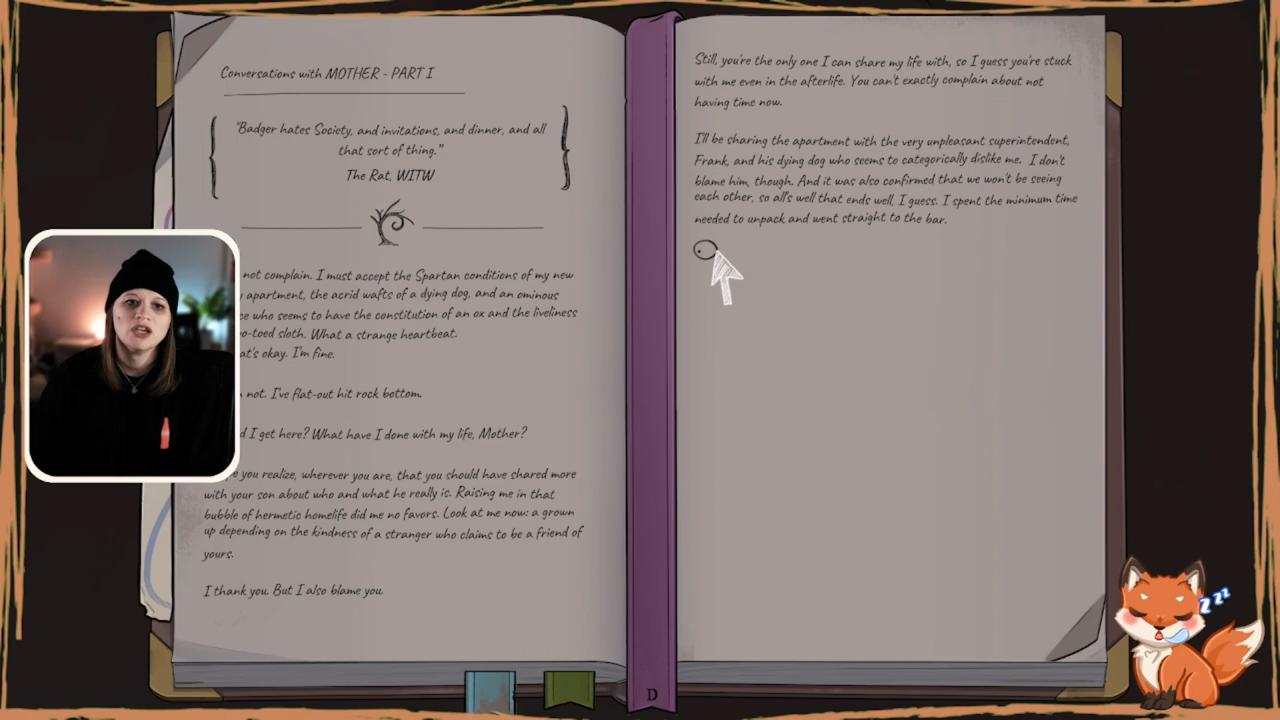 Conversations with MOTHER - PART I
"Badger hates Society, and invitations, and dinner, and all
that sort of thing."
The Rat, WITW
not complain. I must accept the Spartan conditions of my new
apartment, the acrid wafts of a dying dog, and an ominous
who seems to have the constitution of an ox and the liveliness
o-toed sloth. What a strange heartbeat.
at's okay. I'm fine.
not. I've flat-out hit rock bottom.
I get here? What have I done with my life, Mother?
you realize, wherever you are, that you should have shared more
with your son about who and what he really is. Raising me in that
bubble of hermetic homelife did me no favors. Look at me now: a grown
up depending on the kindness of a stranger who claims to be a friend of
yours.
I thank you. But I also blame you.
Still, you're the only one I can share my life with, so I guess you're stuck
with me even in the afterlife. You can't exactly complain about not
having time now.
I'll be sharing the apartment with the very unpleasant superintendent,
Frank, and his dying dog who seems to categorically dislike me. I don't
blame him, though. And it was also confirmed that we won't be seeing
each other, so all's well that ends well, I guess. I spent the minimum time
needed to unpack and went straight to the bar.
D
z z z